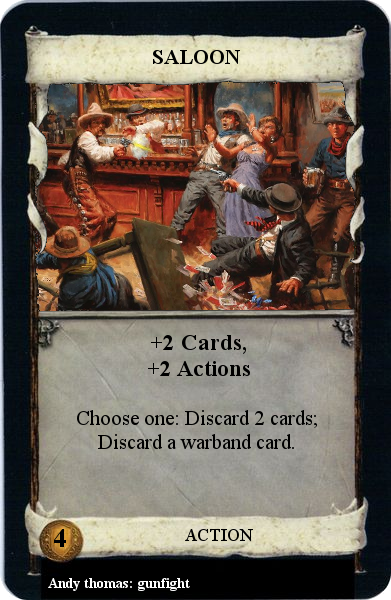 SALOON
+2 Cards,
+2 Actions
Choose one: Discard 2 cards;
Discard a warband card.
4
ACTION
Andy thomas: gunfight